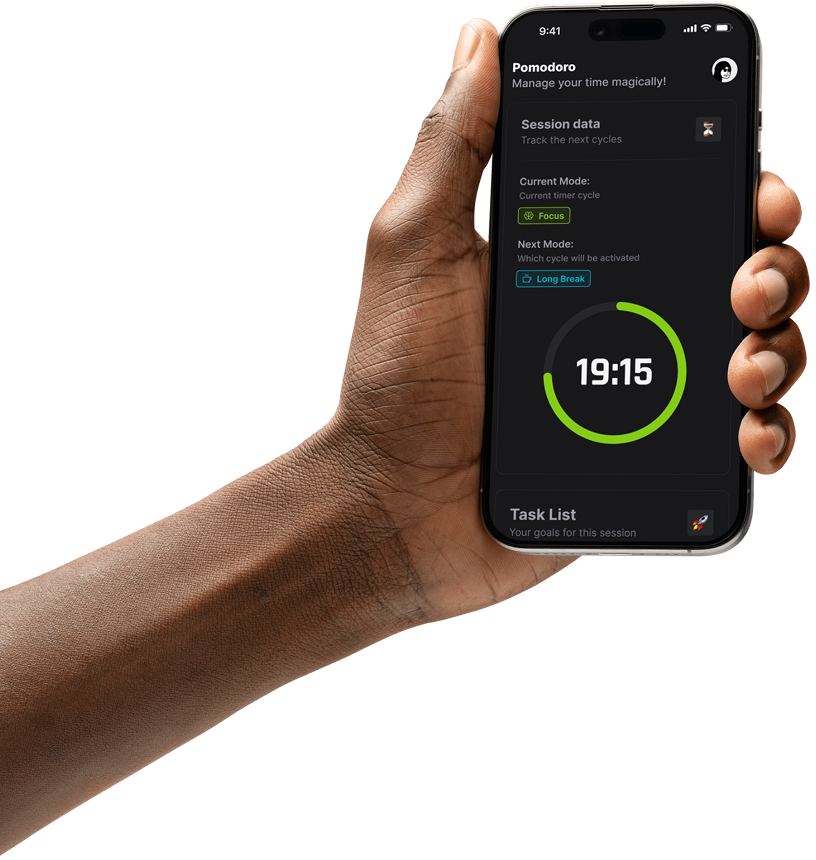 9:41
Pomodoro
Manage your time magically!
Session data
Track the next cycles
Current Mode:
Current timer cycle
Focus
Next Mode:
Which cycle will be activated
Long Break
19:15
Task List
Your goals for this session